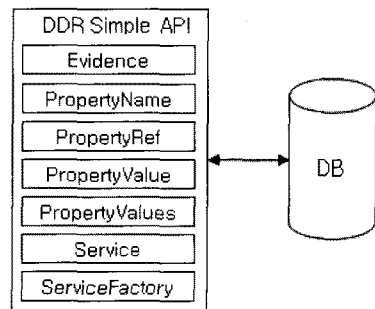 DDR Simple API
Evidence
PropertyName
PropertyRef
PropertyValue
PropertyValues
Service
ServiceFactory
DB